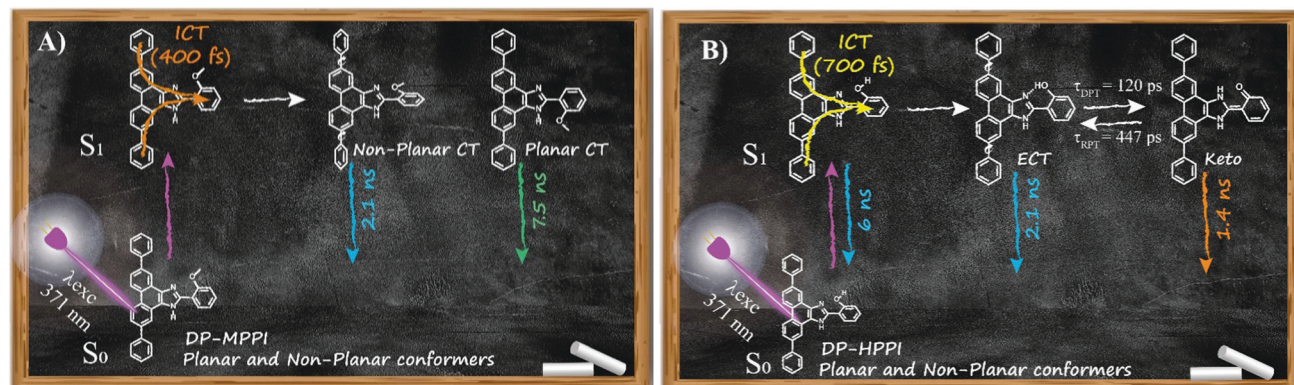 A)
ICT
(400 fs)
S1
Non-Planar CT
Planar CT
2.1 ns
7.5 ns
λexc
371 nm
S0
DP-MPPI
Planar and Non-Planar conformers
N
N
H
O
B)
ICT
(700 fs)
S1
τDPT = 120 ps
τRPT = 447 ps
ECT
Keto
6 ns
2.1 ns
1.4 ns
λexc
371 nm
S0
DP-HPPI
Planar and Non-Planar conformers
HO
N
N
H
O